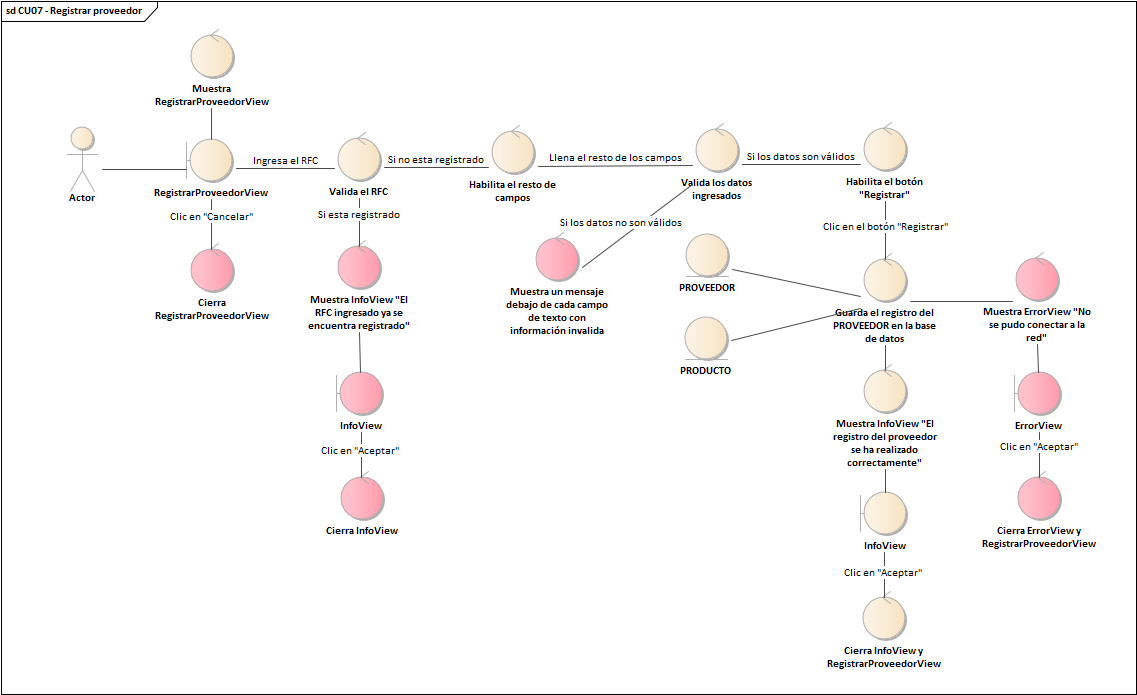 sd CU07 - Registrar proveedor
Muestra
RegistrarProveedorView
Actor
RegistrarProveedorView
Ingresa el RFC
Valida el RFC
Si no esta registrado
Habilita el resto de
campos
Llena el resto de los campos
Valida los datos
ingresados
Si los datos son válidos
Habilita el botón
"Registrar"
Clic en "Cancelar"
Cierra
RegistrarProveedorView
Si esta registrado
Muestra InfoView "El
RFC ingresado ya se
encuentra registrado"
InfoView
Clic en "Aceptar"
Cierra InfoView
Si los datos no son válidos
Muestra un mensaje
debajo de cada campo
de texto con
información invalida
Clic en el botón "Registrar"
PROVEEDOR
PRODUCTO
Guarda el registro del
PROVEEDOR en la base
de datos
Muestra InfoView "El
registro del proveedor
se ha realizado
correctamente"
InfoView
Clic en "Aceptar"
Cierra InfoView y
RegistrarProveedorView
Muestra ErrorView "No
se pudo conectar a la
red"
ErrorView
Clic en "Aceptar"
Cierra ErrorView y
RegistrarProveedorView